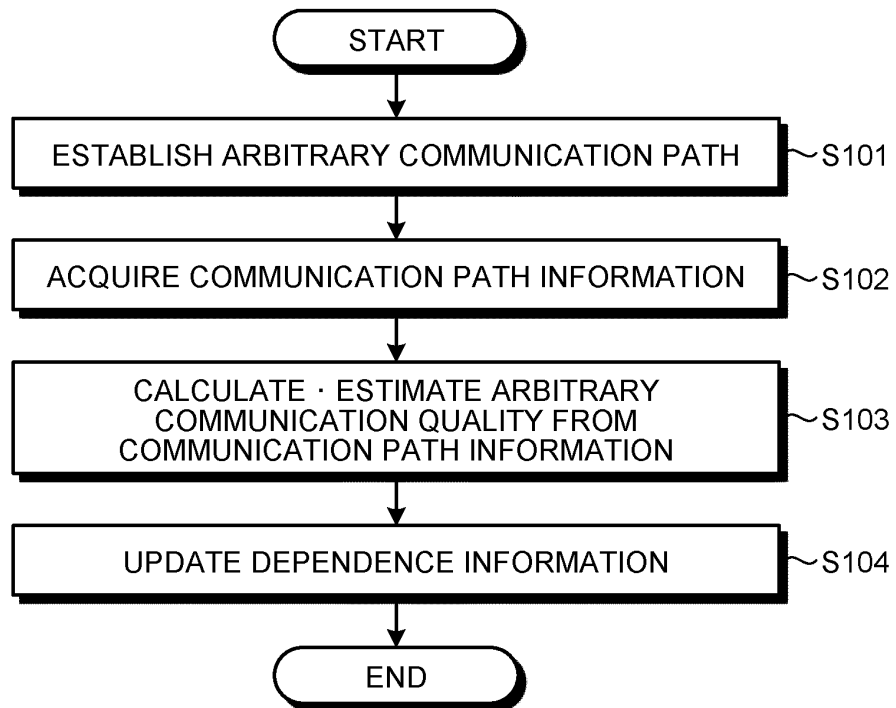 START
ESTABLISH ARBITRARY COMMUNICATION PATH
S101
ACQUIRE COMMUNICATION PATH INFORMATION
S102
CALCULATE · ESTIMATE ARBITRARY
COMMUNICATION QUALITY FROM
COMMUNICATION PATH INFORMATION
S103
UPDATE DEPENDENCE INFORMATION
S104
END